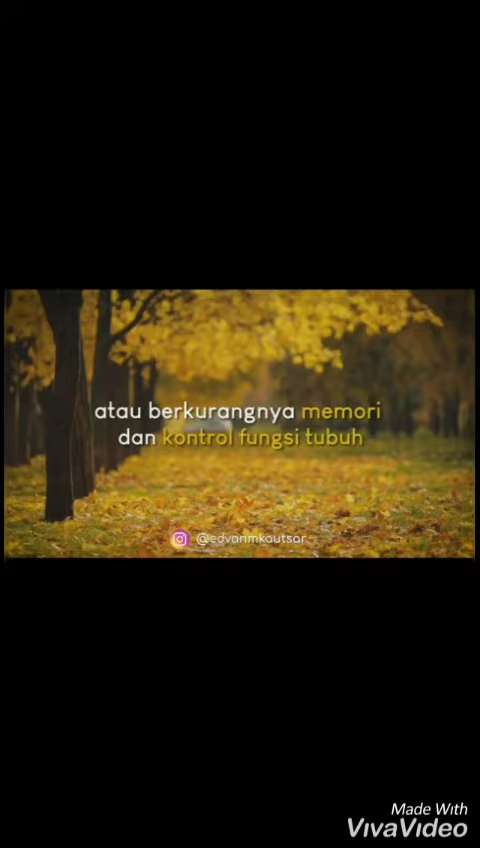 atau berkurangnya memori
dan kontrol fungsi tubuh
@edvanmkautsar
Made With
VivaVideo